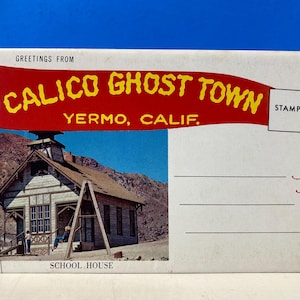 GREETINGS FROM
CALICO GHOST TOWN
YERMO, CALIF.
STAMP
SCHOOL HOUSE